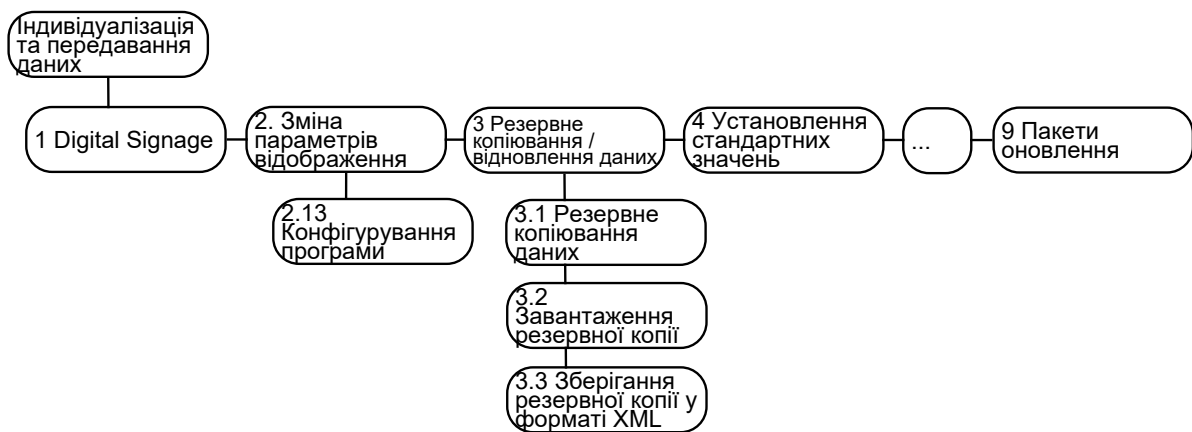 Індивідуалізація
та передавання
даних
1 Digital Signage
2. Зміна
параметрів
відображення
3 Резервне
копіювання /
відновлення даних
4 Установлення
стандартних
значень
...
9 Пакети
оновлення
2.13
Конфігурування
програми
3.1 Резервне
копіювання
даних
3.2
Завантаження
резервної копії
3.3 Зберігання
резервної копії у
форматі XML